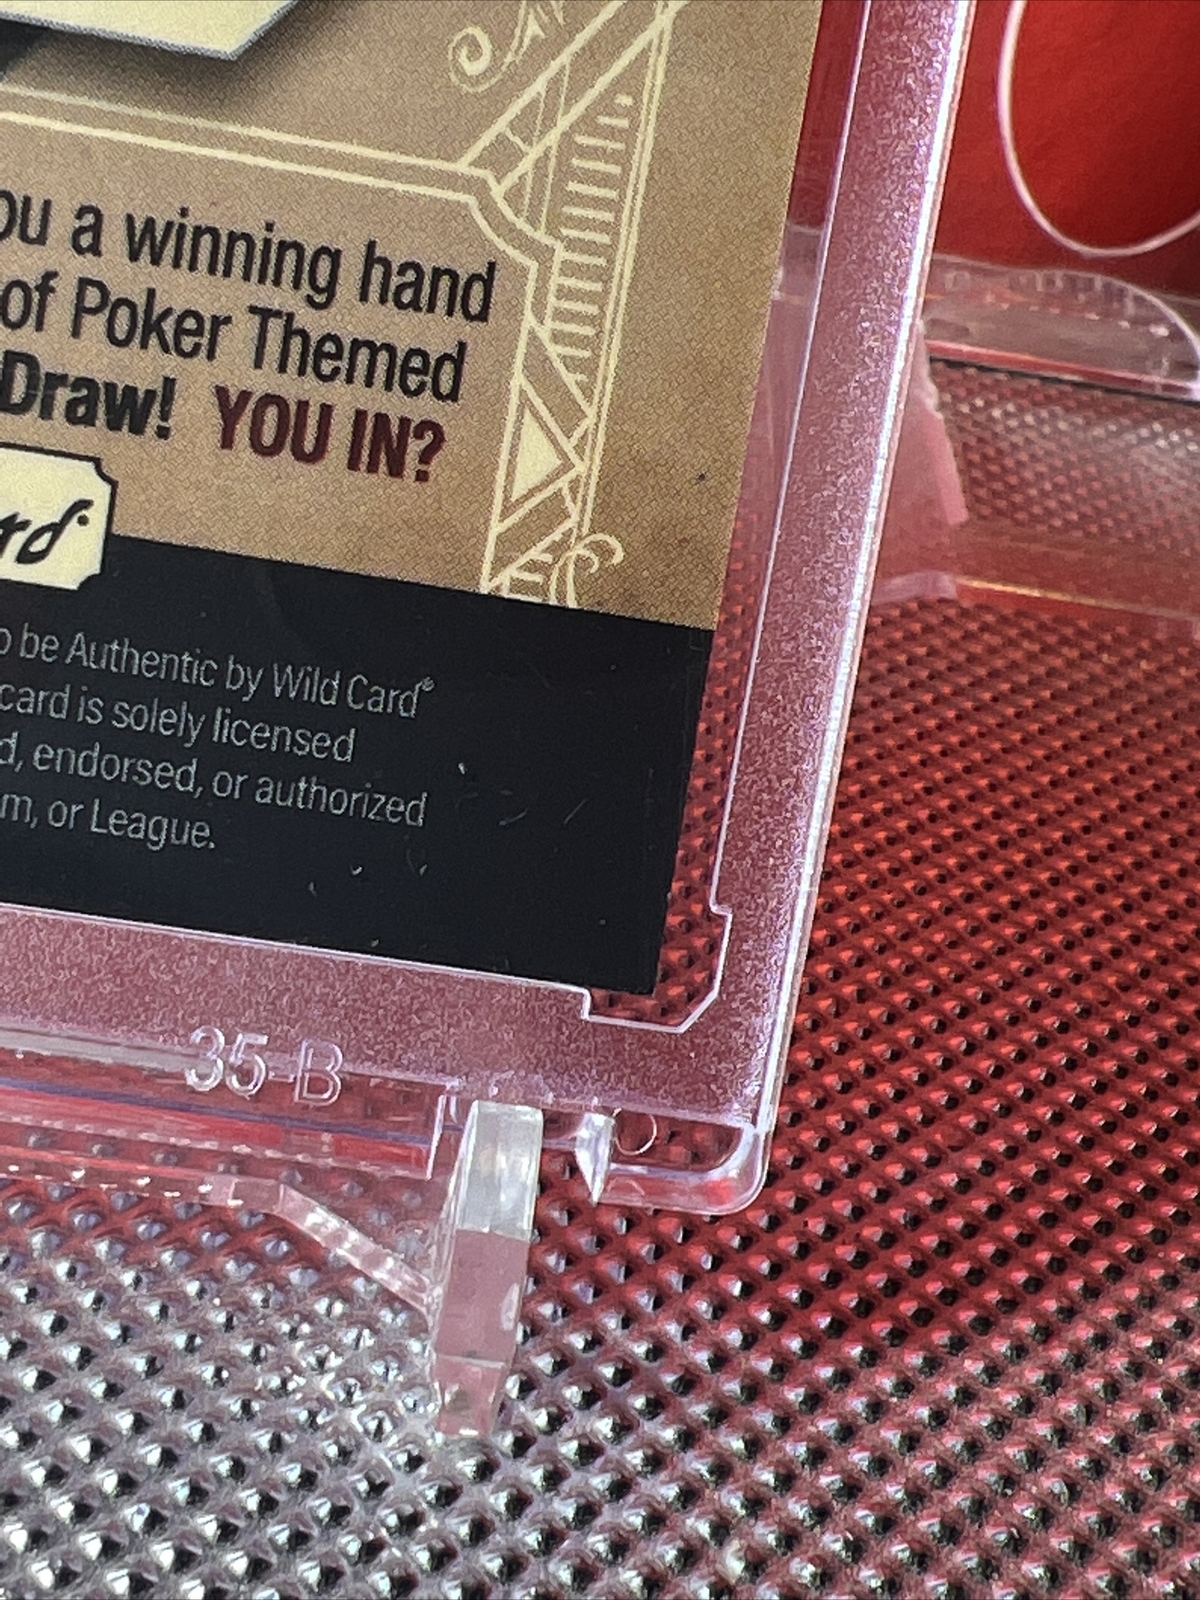 ou a winning hand
of Poker Themed
Draw! YOU IN?
rd
o be Authentic by Wild Card®
card is solely licensed
d, endorsed, or authorized
m, or League.
35-B